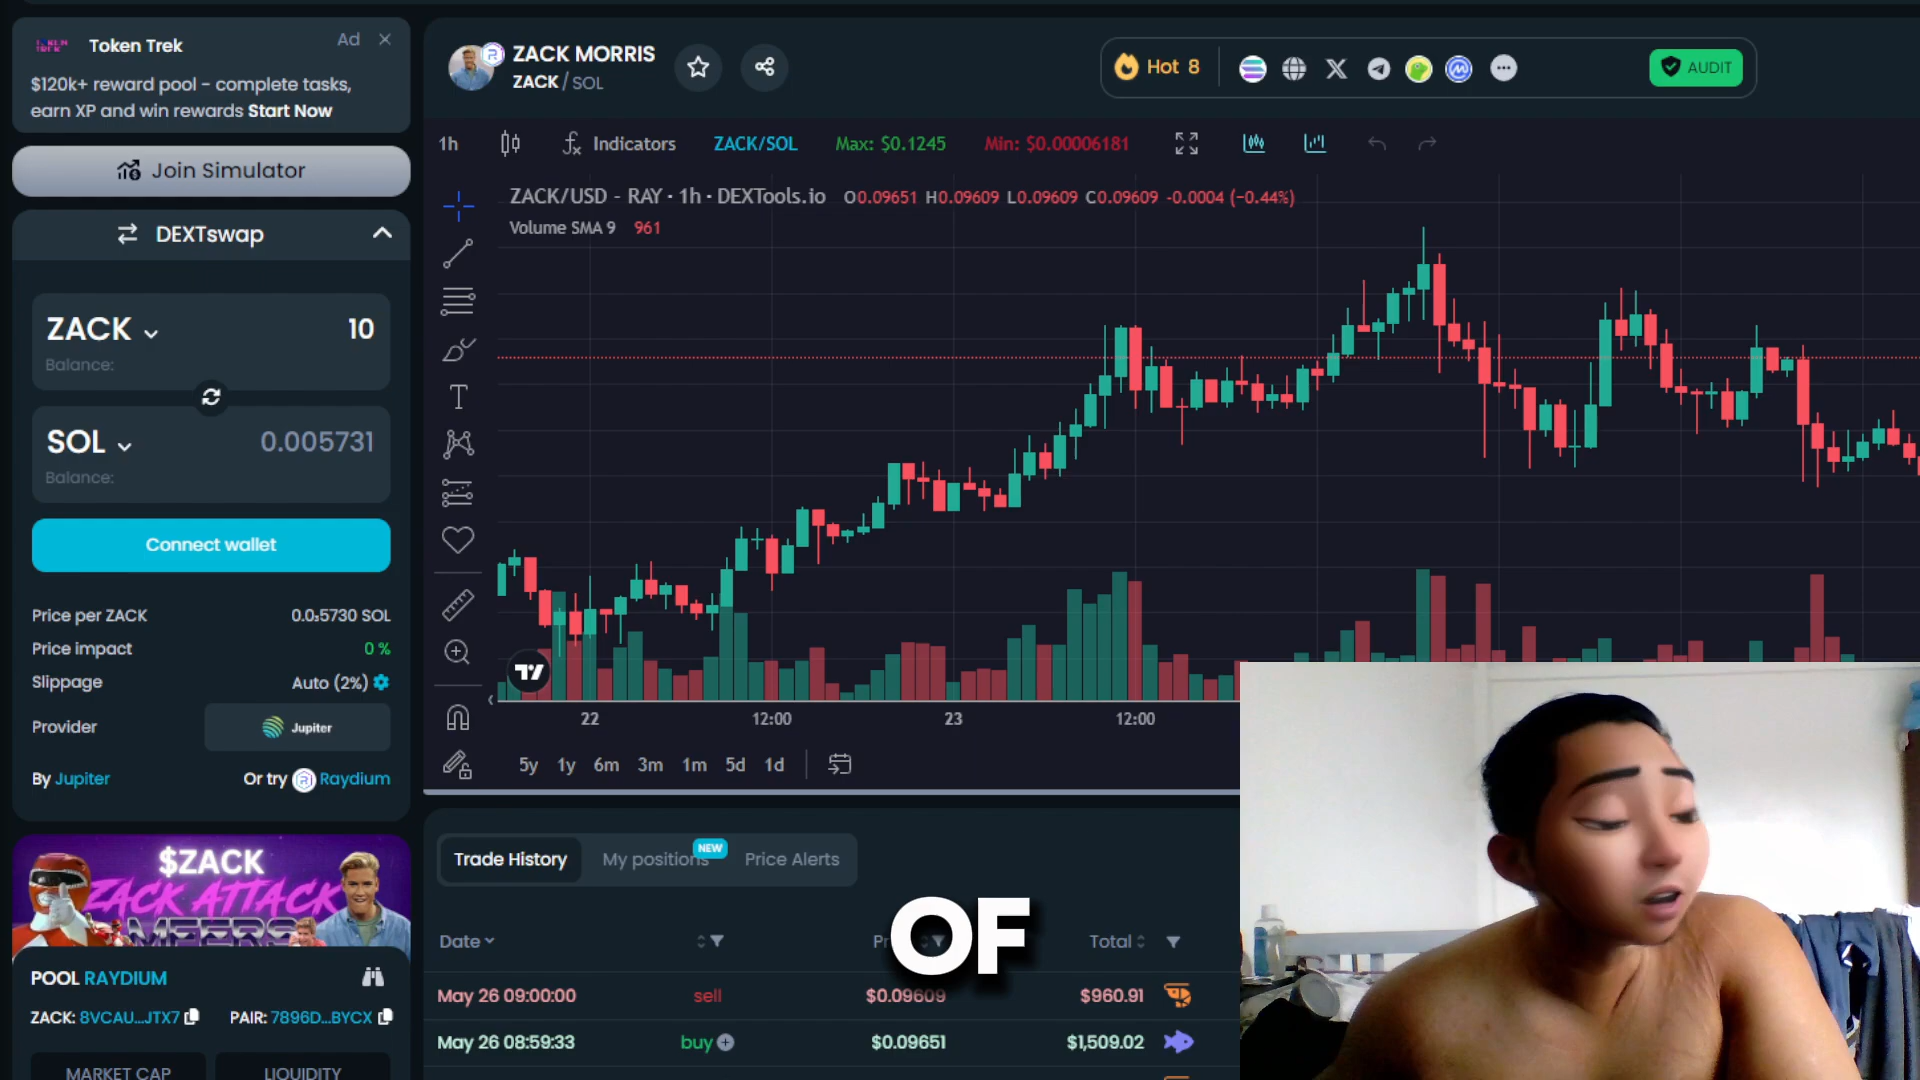 Token Trek
Ad
$120k+ reward pool - complete tasks,
earn XP and win rewards Start Now
Join Simulator
DEXTswap
ZACK
10
Balance:
SOL
0.005731
Balance:
Connect wallet
Price per ZACK
0.0₅5730 SOL
Price impact
0 %
Slippage
Auto (2%)
Provider
Jupiter
By Jupiter
Or try Raydium
$ZACK
ZACK ATTACK
POOL RAYDIUM
ZACK: 8VCAU...JTX7
PAIR: 7896D...BYCX
MARKET CAP
LIQUIDITY
ZACK MORRIS
ZACK / SOL
Hot 8
AUDIT
1h
Indicators
ZACK/SOL
Max: $0.1245
Min: $0.00006181
ZACK/USD - RAY · 1h · DEXTools.io
O0.09651 H0.09609 L0.09609 C0.09609 -0.0004 (−0.44%)
Volume SMA 9 961
22
12:00
23
12:00
5y
1y
6m
3m
1m
5d
1d
Trade History
My positions
NEW
Price Alerts
OF
Date
Total
May 26 09:00:00
sell
$0.09609
$960.91
May 26 08:59:33
buy
$0.09651
$1,509.02